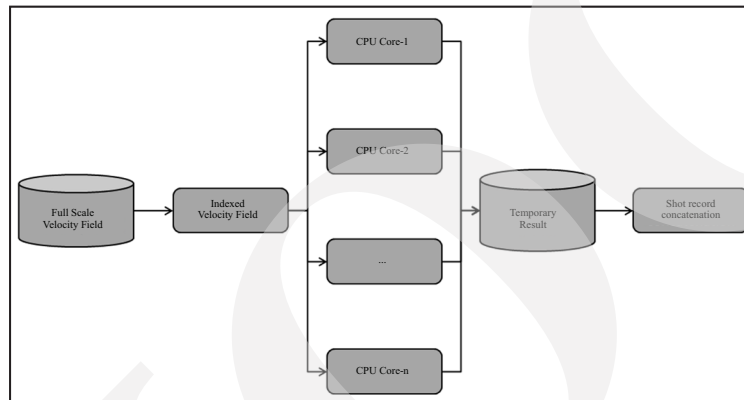 Full Scale
Velocity Field
Indexed
Velocity Field
CPU Core-1
CPU Core-2
...
CPU Core-n
Temporary
Result
Shot record
concatenation